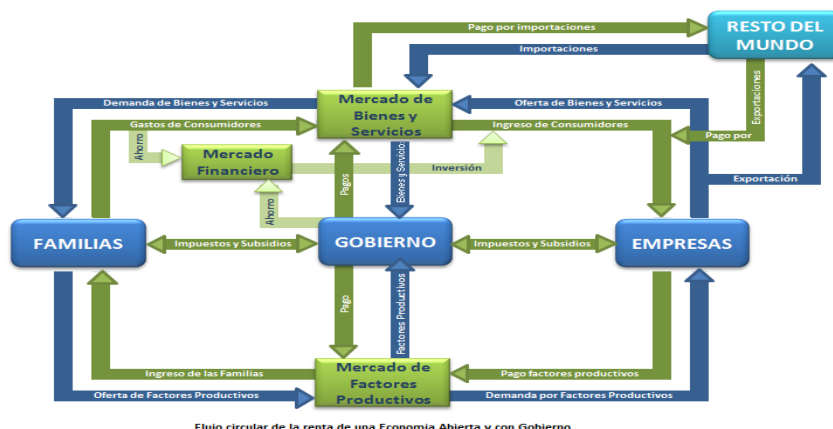 Pago por importaciones
RESTO DEL
MUNDO
Importaciones
Demanda de Bienes y Servicios
Mercado de
Bienes y
Servicios
Oferta de Bienes y Servicios
Exportaciones
Gastos de Consumidores
Ingreso de Consumidores
Pago por
Ahorro
Mercado
Financiero
Inversión
Pagos
Bienes y Servicios
Exportación
Ahorro
FAMILIAS
Impuestos y Subsidios
GOBIERNO
Impuestos y Subsidios
EMPRESAS
Pago
Factores Productivos
Ingreso de las Familias
Mercado de
Factores
Productivos
Pago factores productivos
Oferta de Factores Productivos
Demanda por Factores Productivos
Flujo circular de la renta de una Economia Abierta y con Gobierno